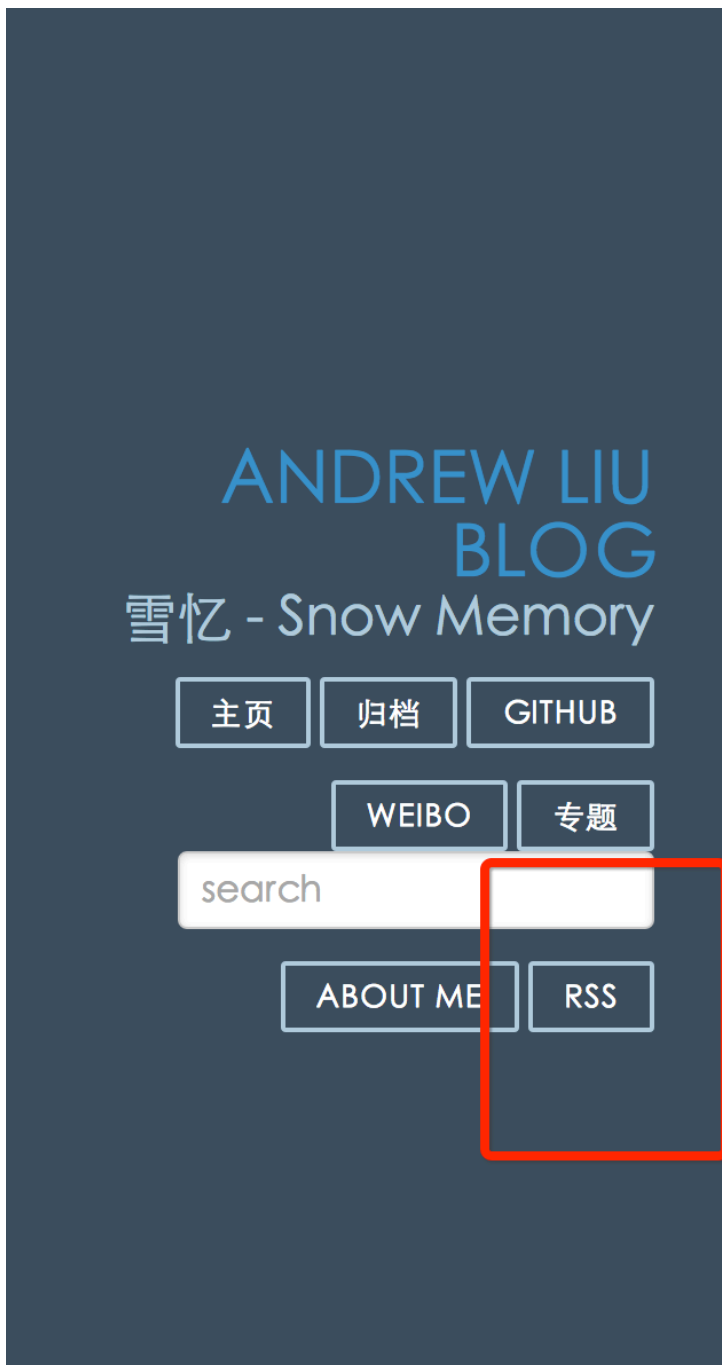 ANDREW LIU
BLOG
雪忆 - Snow Memory
主页 归档 GITHUB
WEIBO 专题
search
ABOUT ME RSS